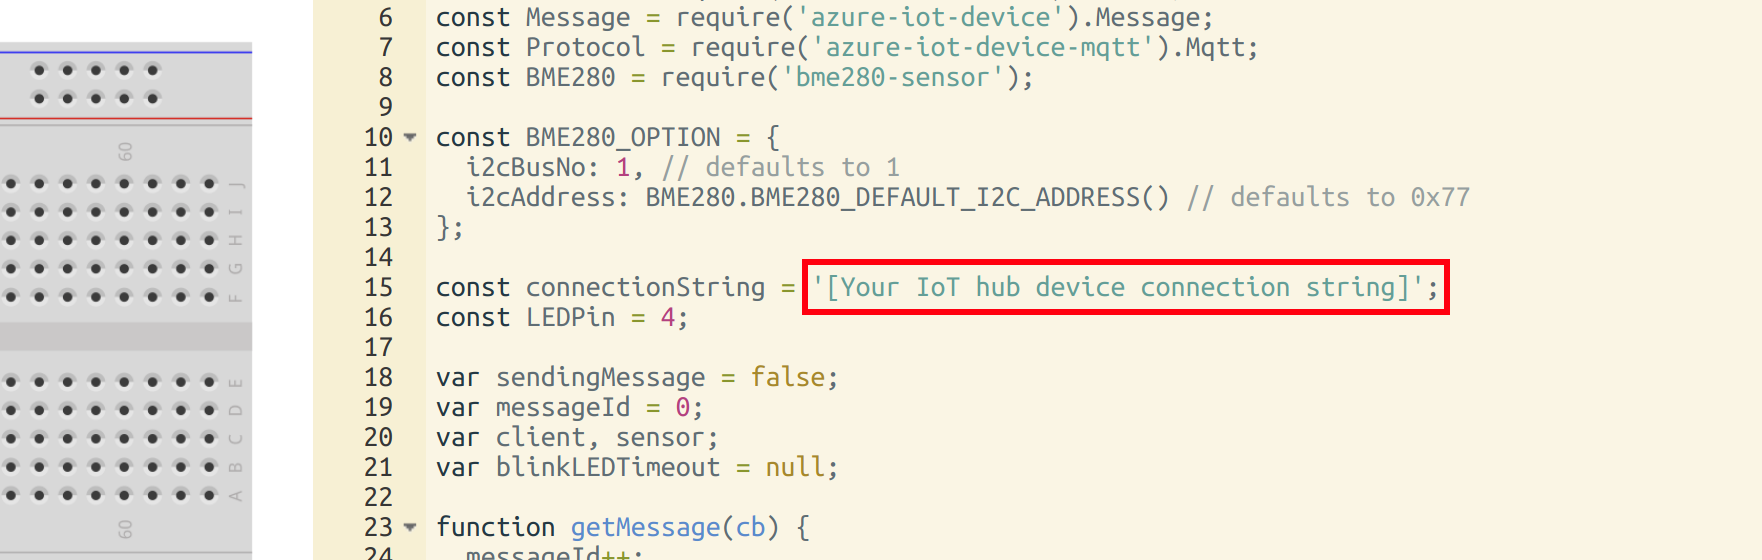 60
J
I
H
G
F
E
D
C
B
A
60
6 const Message = require('azure-iot-device').Message;
7 const Protocol = require('azure-iot-device-mqtt').Mqtt;
8 const BME280 = require('bme280-sensor');
9
10 const BME280_OPTION = {
11 i2cBusNo: 1, // defaults to 1
12 i2cAddress: BME280.BME280_DEFAULT_I2C_ADDRESS() // defaults to 0x77
13 };
14
15 const connectionString = '[Your IoT hub device connection string]';
16 const LEDPin = 4;
17
18 var sendingMessage = false;
19 var messageId = 0;
20 var client, sensor;
21 var blinkLEDTimeout = null;
22
23 function getMessage(cb) {
24 messageId++;